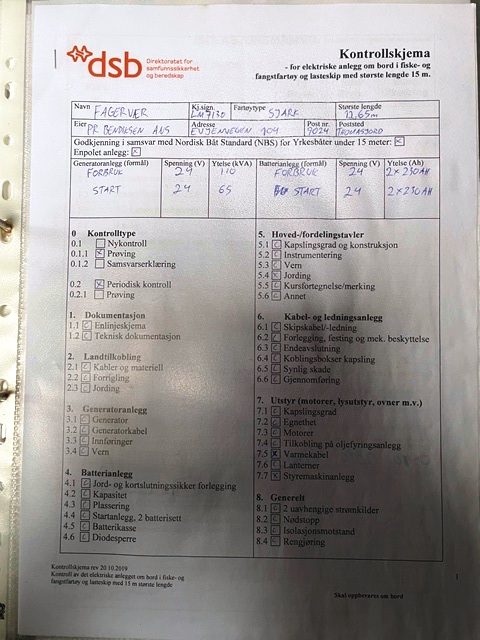 dsb
Direktoratet for
samfunnssikkerhet
og beredskap
Kontrollskjema
- for elektriske anlegg om bord i fiske- og
fangstfartøy og lasteskip med største lengde 15 m.
Navn FAGERVÆR Kj.sign. LM7130 Fartøytype SJARK Største lengde 12,65m
Eier PR BENDIKSEN ANS Adresse EVJENVEGEN 104 Post nr. 9024 Poststed TROMASJORD
Godkjenning i samsvar med Nordisk Båt Standard (NBS) for Yrkesbåter under 15 meter:
Enpolet anlegg:
Generatoranlegg (formål) Spenning (V) Ytelse (kVA) Batterianlegg (formål) Spenning (V) Ytelse (Ah)
FORBRUK 24 110 FORBRUK 24 2x230AH
START 24 65 START 24 2x230AH
0 Kontrolltype
0.1 Nykontroll
0.1.1 Prøving
0.1.2 Samsvarserklæring
0.2 Periodisk kontroll
0.2.1 Prøving
1. Dokumentasjon
1.1 Enlinjeskjema
1.2 Teknisk dokumentasjon
2. Landtilkobling
2.1 Kabler og materiell
2.2 Forrigling
2.3 Jording
3. Generatoranlegg
3.1 Generator
3.2 Generatorkabel
3.3 Innføringer
3.4 Vern
4. Batterianlegg
4.1 Jord- og kortslutningssikker forlegging
4.2 Kapasitet
4.3 Plassering
4.4 Startanlegg, 2 batterisett
4.5 Batterikasse
4.6 Diodesperre
5. Hoved-/fordelingstavler
5.1 Kapslingsgrad og konstruksjon
5.2 Instrumentering
5.3 Vern
5.4 Jording
5.5 Kursfortegnelse/merking
5.6 Annet
6. Kabel- og ledningsanlegg
6.1 Skipskabel/-ledning
6.2 Forlegging, festing og mek. beskyttelse
6.3 Endeavslutning
6.4 Koblingsbokser kapsling
6.5 Synlig skade
6.6 Gjennomføring
7. Utstyr (motorer, lysutstyr, ovner m.v.)
7.1 Kapslingsgrad
7.2 Egnethet
7.3 Motorer
7.4 Tilkobling på oljefyringsanlegg
7.5 Varmekabel
7.6 Lanterner
7.7 Styremaskinanlegg
8. Generelt
8.1 2 uavhengige strømkilder
8.2 Nødstopp
8.3 Isolasjonsmotstand
8.4 Rengjøring
Kontrollskjema rev 20.10.2019
Kontroll av det elektriske anlegget om bord i fiske- og
fangstfartøy og lasteskip med 15 m største lengde
Skal oppbevares om bord